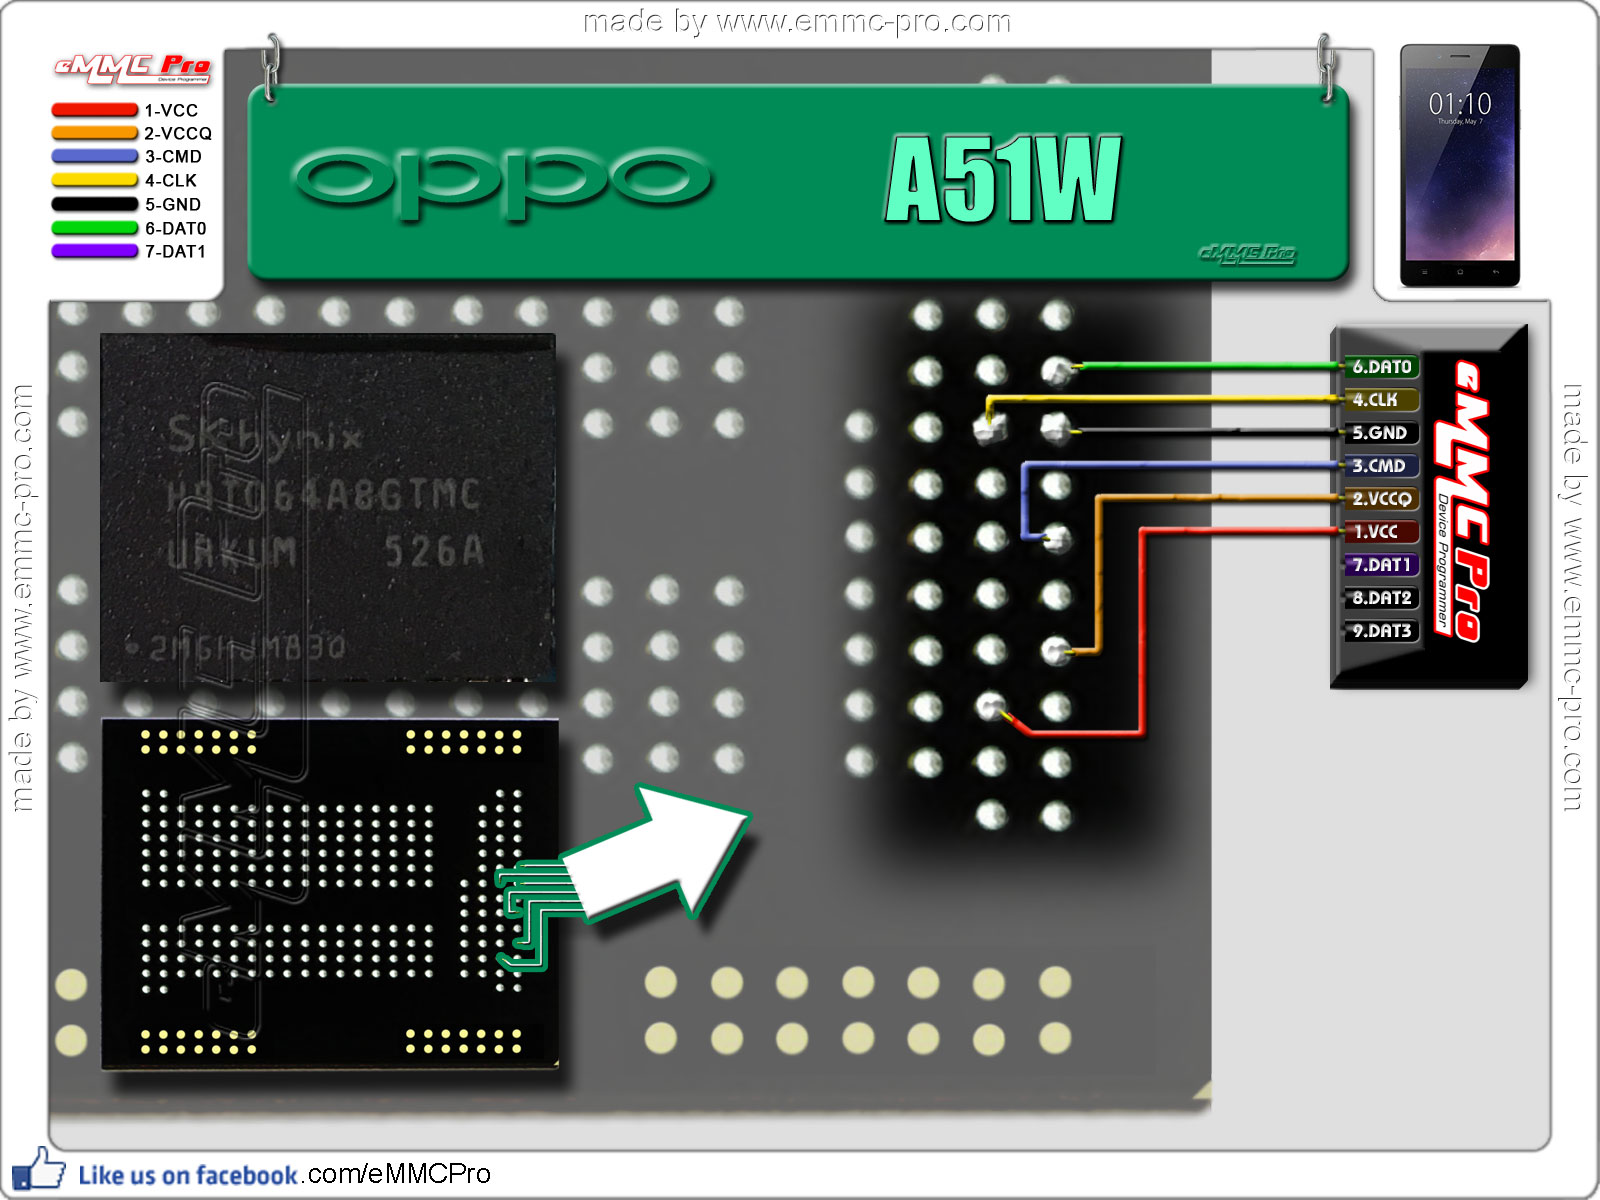 made by www.emmc-pro.com
eMMC Pro
Device Programmer
1-VCC
2-VCCQ
3-CMD
4-CLK
5-GND
6-DAT0
7-DAT1
oppo
A51W
eMMC Pro
01:10
Thursday, May 7
SK hynix
H9TQ64A8GTMC
URKUM 526A
6.DAT0
4.CLK
5.GND
3.CMD
2.VCCQ
1.VCC
7.DAT1
8.DAT2
9.DAT3
eMMC Pro
Device Programmer
made by www.emmc-pro.com
made by www.emmc-pro.com
eMMC Pro
Like us on facebook.com/eMMCPro